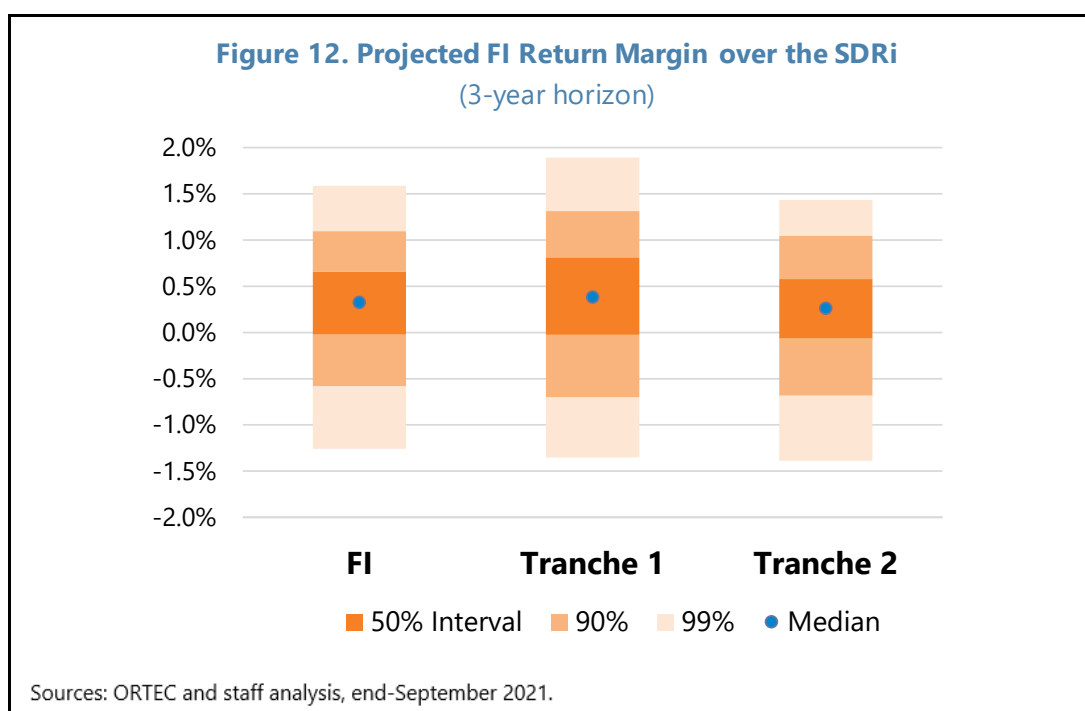 Figure 12. Projected FI Return Margin over the SDRi
(3-year horizon)
2.0%
1.5%
1.0%
0.5%
0.0%
-0.5%
-1.0%
-1.5%
-2.0%
FI Tranche 1 Tranche 2
50% Interval 90% 99% Median
Sources: ORTEC and staff analysis, end-September 2021.